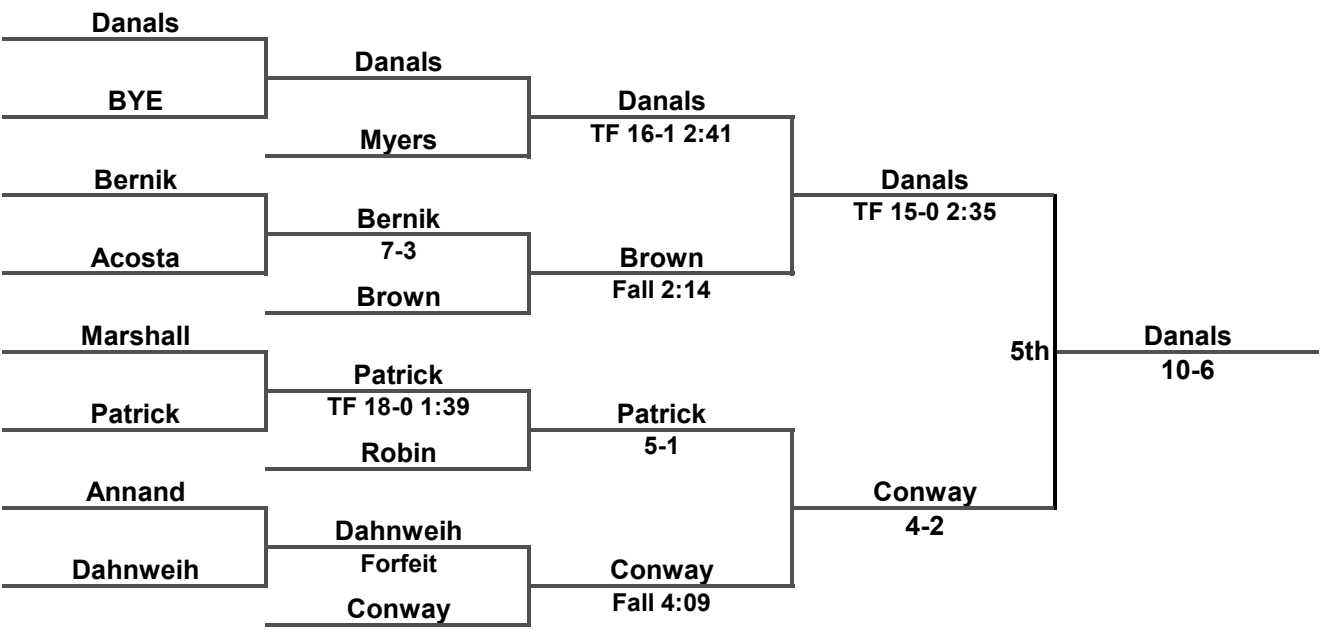 Danals
Danals
BYE
Danals
TF 16-1 2:41
Myers
Bernik
Danals
TF 15-0 2:35
Bernik
7-3
Acosta
Brown
Fall 2:14
Brown
Marshall
5th
Danals
10-6
Patrick
TF 18-0 1:39
Patrick
Patrick
5-1
Robin
Annand
Conway
4-2
Dahnweih
Forfeit
Dahnweih
Conway
Fall 4:09
Conway